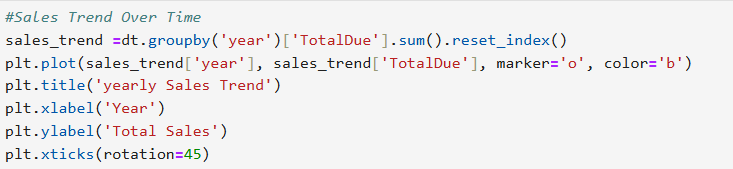 #Sales Trend Over Time
sales_trend =dt.groupby('year')['TotalDue'].sum().reset_index()
plt.plot(sales_trend['year'], sales_trend['TotalDue'], marker='o', color='b')
plt.title('yearly Sales Trend')
plt.xlabel('Year')
plt.ylabel('Total Sales')
plt.xticks(rotation=45)